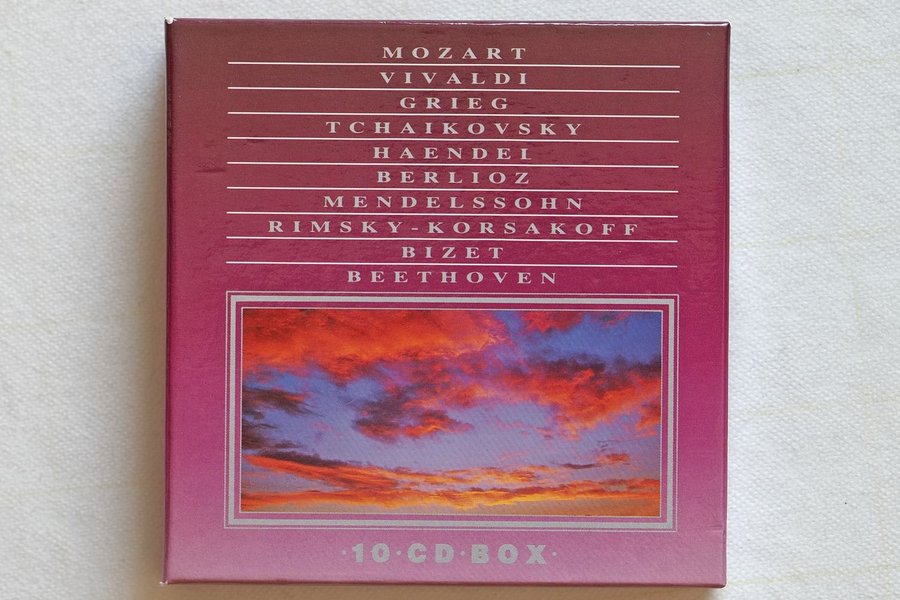 MOZART
VIVALDI
GRIEG
TCHAIKOVSKY
HAENDEL
BERLIOZ
MENDELSSOHN
RIMSKY-KORSAKOFF
BIZET
BEETHOVEN
·10·CD·BOX·